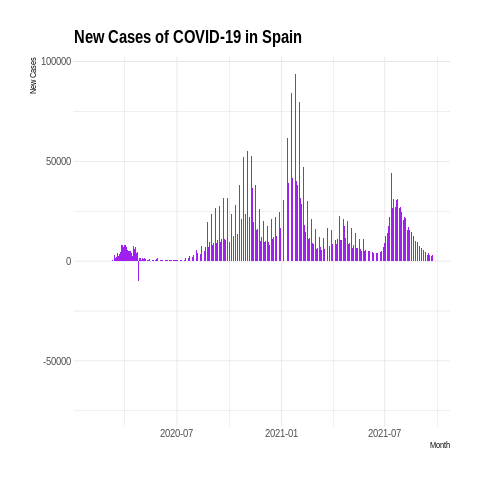 New Cases of COVID-19 in Spain
New Cases
100000
50000
0
-50000
2020-07
2021-01
2021-07
Month